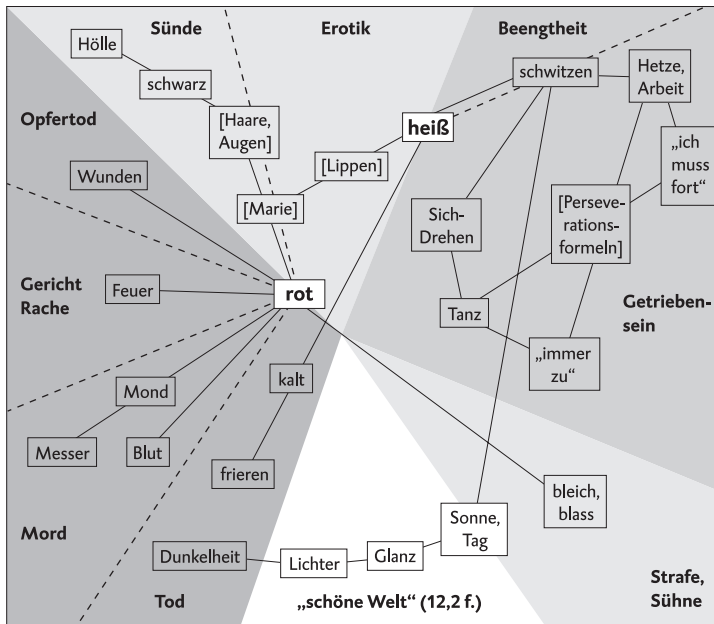 Sünde
Erotik
Beengtheit
Hölle
schwarz
schwitzen
Hetze,
Arbeit
Opfertod
[Haare,
Augen]
heiß
„ich
muss
fort“
[Lippen]
Wunden
[Marie]
Sich-
Drehen
[Perseve-
rations-
formeln]
Gericht
Rache
Feuer
rot
Tanz
Getrieben-
sein
„immer
zu“
kalt
Mond
Messer
Blut
frieren
bleich,
blass
Mord
Sonne,
Tag
Dunkelheit
Lichter
Glanz
Tod
„schöne Welt“ (12,2 f.)
Strafe,
Sühne